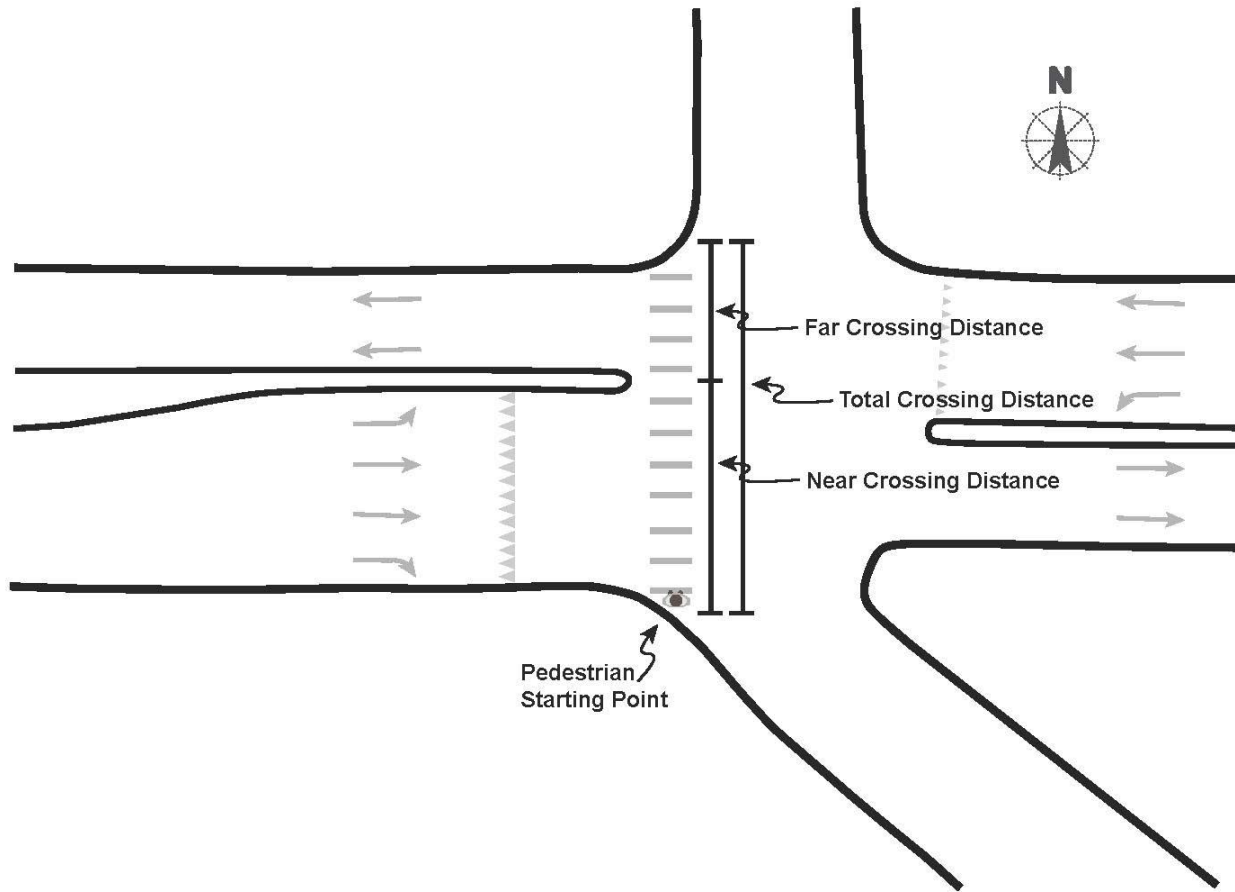 N
Far Crossing Distance
Total Crossing Distance
Near Crossing Distance
Pedestrian
Starting Point